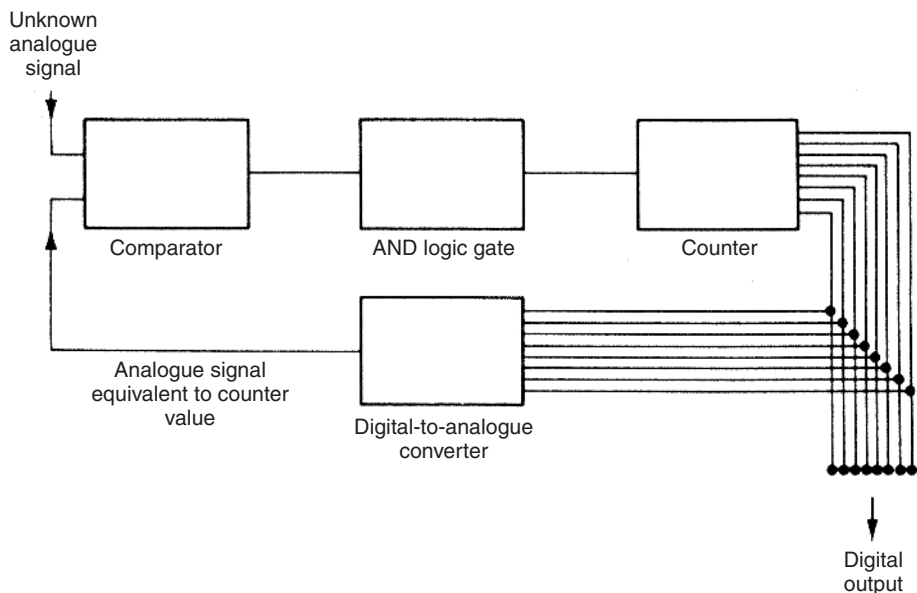 Unknown
analogue
signal
Comparator
AND logic gate
Counter
Analogue signal
equivalent to counter
value
Digital-to-analogue
converter
Digital
output